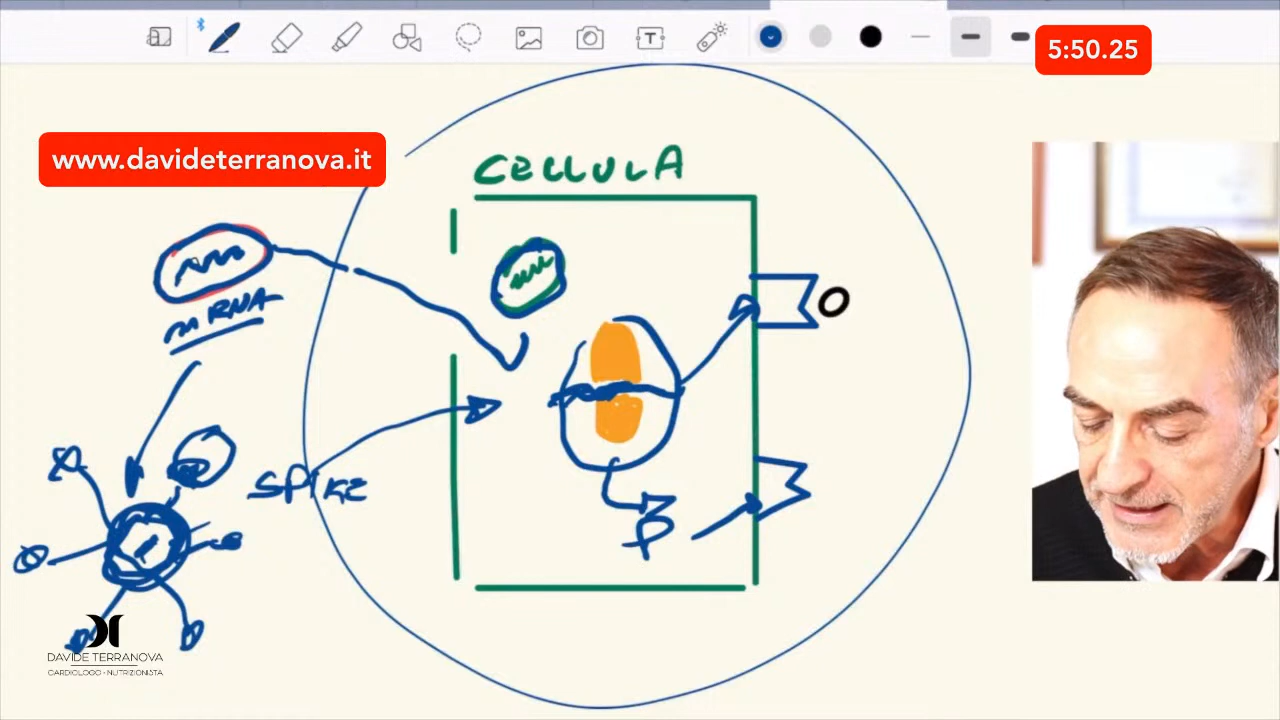 5:50.25
www.davideterranova.it
CELLULA
mRNA
O
SPIKE
P
DAVIDE TERRANOVA
CARDIOLOGO • NUTRIZIONISTA